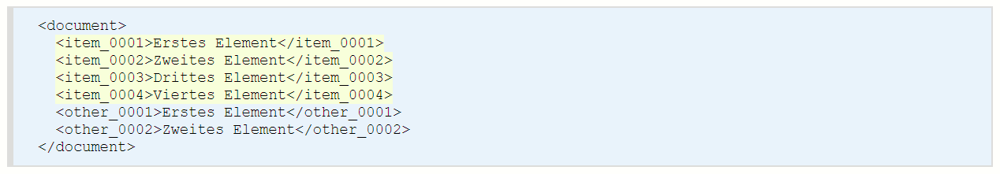 <document>
<item_0001>Erstes Element</item_0001>
<item_0002>Zweites Element</item_0002>
<item_0003>Drittes Element</item_0003>
<item_0004>Viertes Element</item_0004>
<other_0001>Erstes Element</other_0001>
<other_0002>Zweites Element</other_0002>
</document>